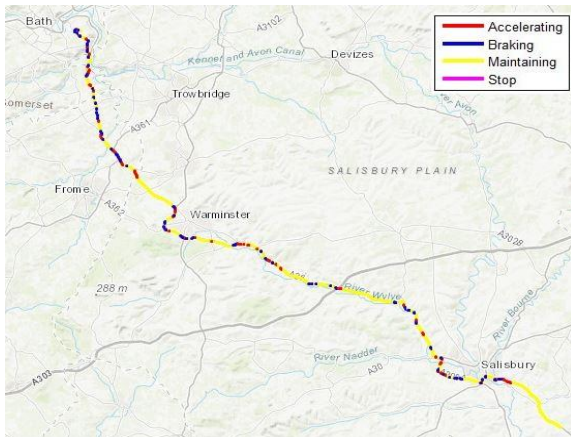 Bath
A3102
Devizes
Kennet and Avon Canal
Somerset
Trowbridge
River Avon
A361
SALISBURY PLAIN
Frome
A362
Warminster
A3028
288 m
River Wylye
River Bourne
River Nadder
A303
A30
Salisbury
Accelerating
Braking
Maintaining
Stop